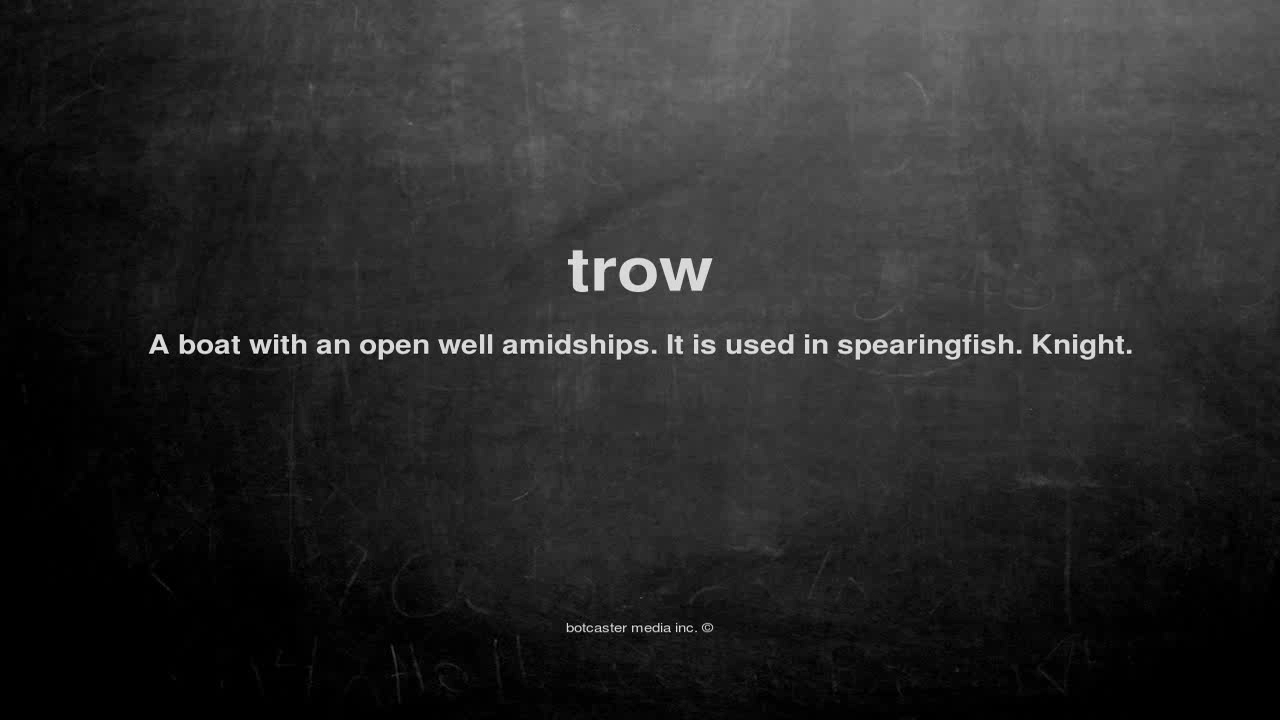 trow
A boat with an open well amidships. It is used in spearingfish. Knight.
botcaster media inc. ©